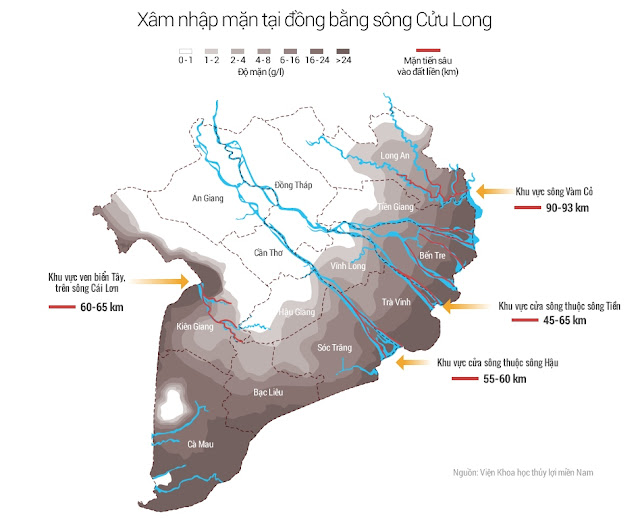 Xâm nhập mặn tại đồng bằng sông Cửu Long
0-1 1-2 2-4 4-8 6-16 16-24 >24
Độ mặn (g/l)
Mặn tiến sâu
vào đất liền (km)
Long An
Đồng Tháp
An Giang
Tiền Giang
Khu vực sông Vàm Cỏ
90-93 km
Cần Thơ
Vĩnh Long
Bến Tre
Khu vực ven biển Tây,
trên sông Cái Lơn
60-65 km
Trà Vinh
Hậu Giang
Kiên Giang
Khu vực cửa sông thuộc sông Tiền
45-65 km
Sóc Trăng
Khu vực cửa sông thuộc sông Hậu
55-60 km
Bạc Liêu
Cà Mau
Nguồn: Viện Khoa học thủy lợi miền Nam